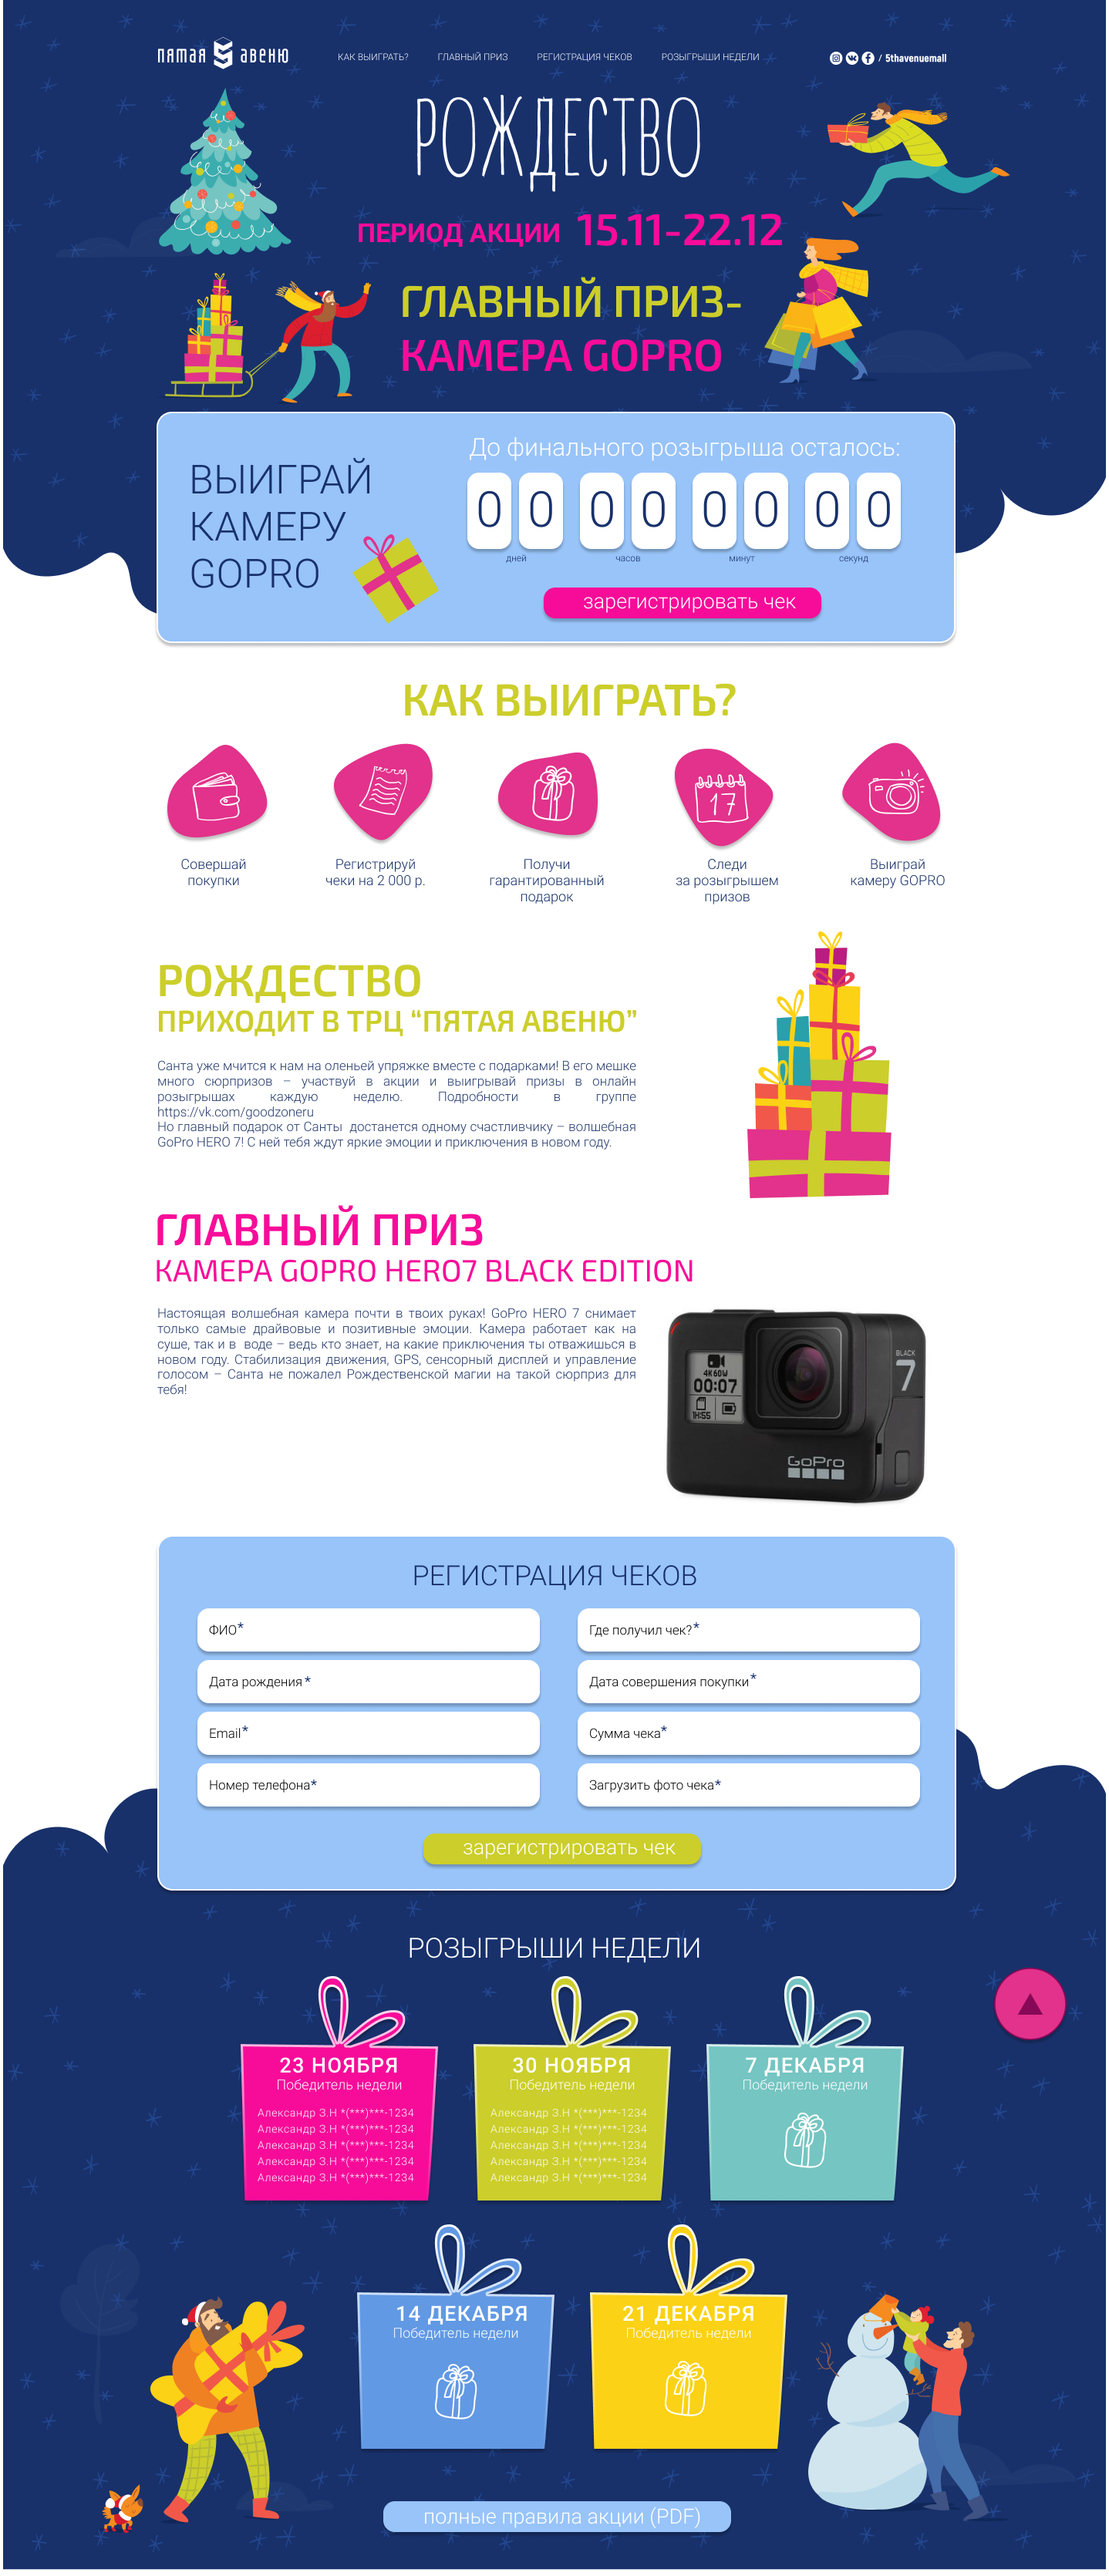 ПЯТАЯ АВЕНЮ
КАК ВЫИГРАТЬ? ГЛАВНЫЙ ПРИЗ РЕГИСТРАЦИЯ ЧЕКОВ РОЗЫГРЫШИ НЕДЕЛИ
/ 5thavenuemall
РОЖДЕСТВО
ПЕРИОД АКЦИИ 15.11-22.12
ГЛАВНЫЙ ПРИЗ-
КАМЕРА GOPRO
ВЫИГРАЙ
КАМЕРУ
GOPRO
До финального розыгрыша осталось:
0 0 0 0 0 0 0 0
дней часов минут секунд
зарегистрировать чек
КАК ВЫИГРАТЬ?
17
Совершай
покупки
Регистрируй
чеки на 2 000 р.
Получи
гарантированный
подарок
Следи
за розыгрышем
призов
Выиграй
камеру GOPRO
РОЖДЕСТВО
ПРИХОДИТ В ТРЦ “ПЯТАЯ АВЕНЮ”
Санта уже мчится к нам на оленьей упряжке вместе с подарками! В его мешке
много сюрпризов – участвуй в акции и выигрывай призы в онлайн
розыгрышах каждую неделю. Подробности в группе
https://vk.com/goodzoneru
Но главный подарок от Санты достанется одному счастливчику – волшебная
GoPro HERO 7! С ней тебя ждут яркие эмоции и приключения в новом году.
ГЛАВНЫЙ ПРИЗ
КАМЕРА GOPRO HERO7 BLACK EDITION
Настоящая волшебная камера почти в твоих руках! GoPro HERO 7 снимает
только самые драйвовые и позитивные эмоции. Камера работает как на
суше, так и в воде – ведь кто знает, на какие приключения ты отважишься в
новом году. Стабилизация движения, GPS, сенсорный дисплей и управление
голосом – Санта не пожалел Рождественской магии на такой сюрприз для
тебя!
BLACK
7
4K60W
00:07
1H:55
GoPro
РЕГИСТРАЦИЯ ЧЕКОВ
ФИО*
Где получил чек?*
Дата рождения *
Дата совершения покупки*
Email*
Сумма чека*
Номер телефона*
Загрузить фото чека*
зарегистрировать чек
РОЗЫГРЫШИ НЕДЕЛИ
23 НОЯБРЯ
Победитель недели
Александр З.Н *(***)***-1234
Александр З.Н *(***)***-1234
Александр З.Н *(***)***-1234
Александр З.Н *(***)***-1234
Александр З.Н *(***)***-1234
30 НОЯБРЯ
Победитель недели
Александр З.Н *(***)***-1234
Александр З.Н *(***)***-1234
Александр З.Н *(***)***-1234
Александр З.Н *(***)***-1234
Александр З.Н *(***)***-1234
7 ДЕКАБРЯ
Победитель недели
14 ДЕКАБРЯ
Победитель недели
21 ДЕКАБРЯ
Победитель недели
полные правила акции (PDF)